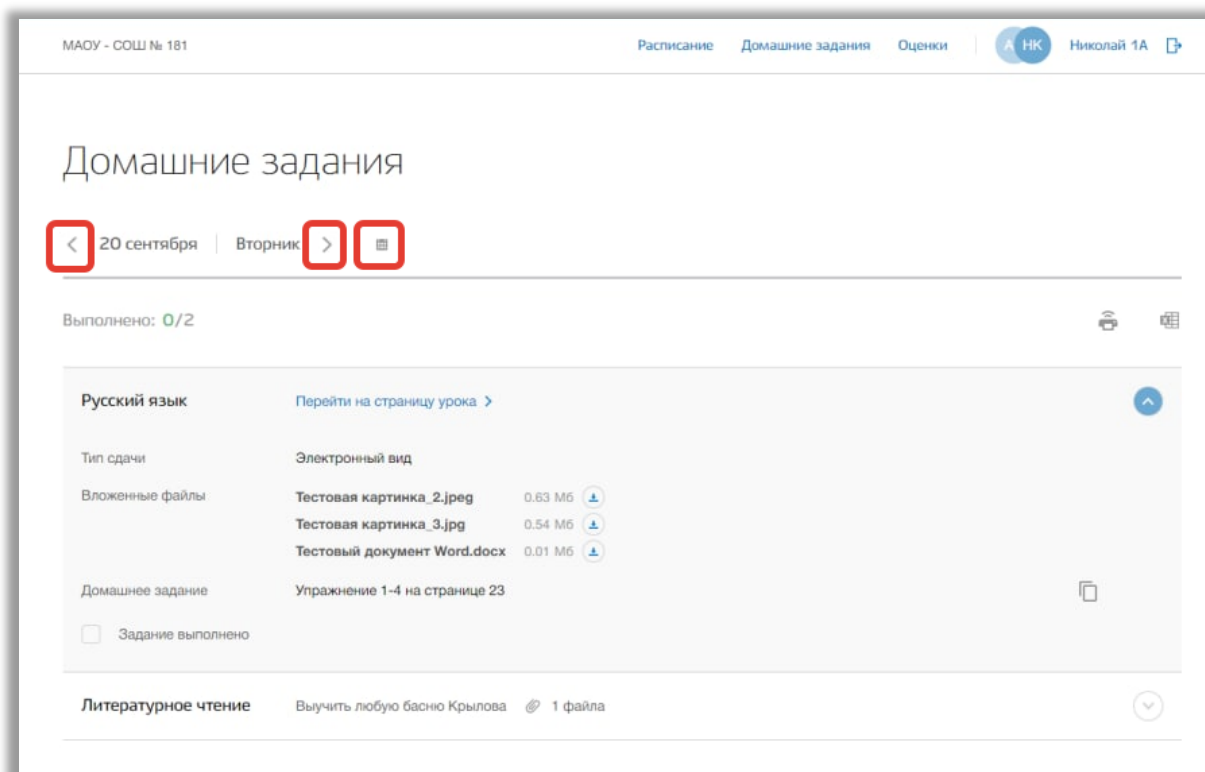 МАОУ - СОШ № 181 Расписание Домашние задания Оценки А НК Николай 1А
Домашние задания
20 сентября Вторник
Выполнено: 0/2
Русский язык Перейти на страницу урока
Тип сдачи Электронный вид
Вложенные файлы Тестовая картинка_2.jpeg 0.63 Мб
Тестовая картинка_3.jpg 0.54 Мб
Тестовый документ Word.docx 0.01 Мб
Домашнее задание Упражнение 1-4 на странице 23
Задание выполнено
Литературное чтение Выучить любую басню Крылова 1 файла